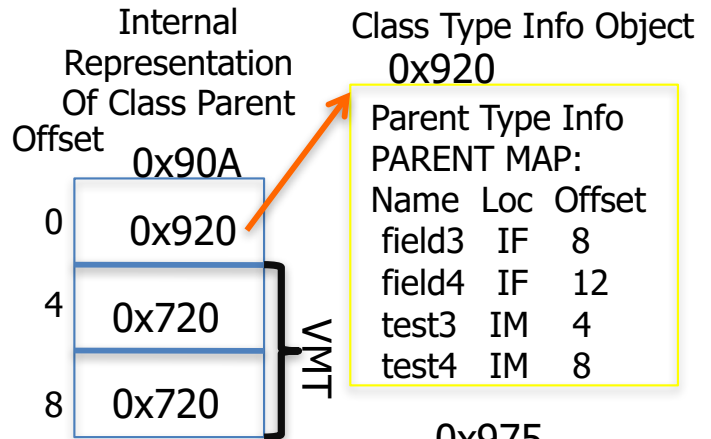 Internal
Representation
Of Class Parent
Offset
0x90A
0 0x920
4 0x720
8 0x720
VMT
Class Type Info Object
0x920
Parent Type Info
PARENT MAP:
Name Loc Offset
field3 IF 8
field4 IF 12
test3 IM 4
test4 IM 8
0x975